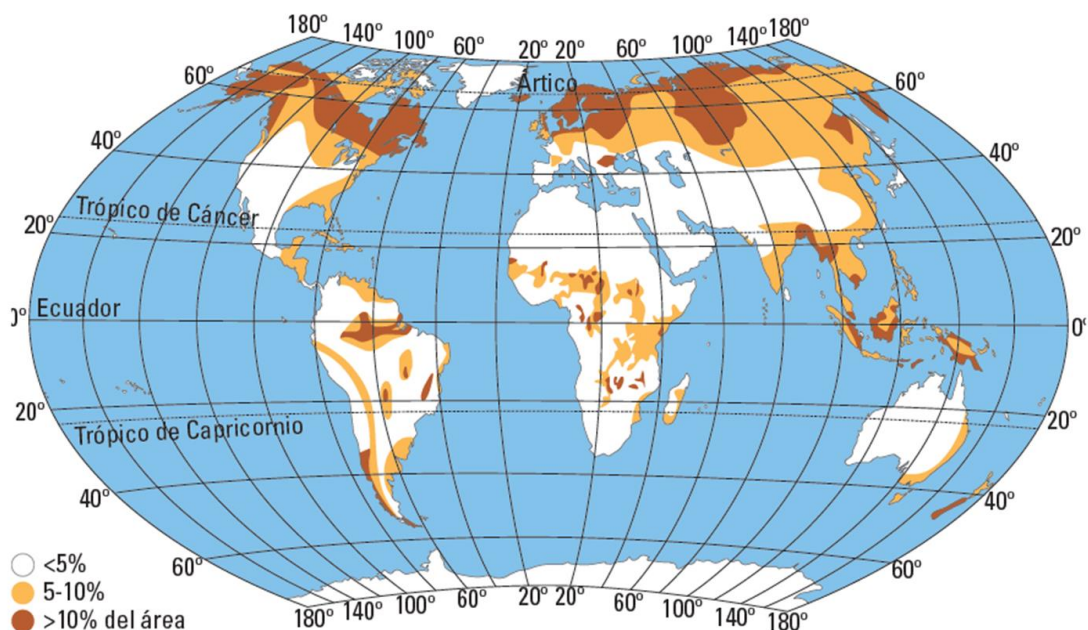 180º 140º 100º 60º 20º 20º 60º 100º 140º 180º
60º
Ártico
60º
40º
40º
Trópico de Cáncer
20º
20º
Ecuador
0º
0º
20º
20º
Trópico de Capricornio
40º
40º
60º
60º
180º 140º 100º 60º 20º 20º 60º 100º 140º 180º
<5%
5-10%
>10% del área